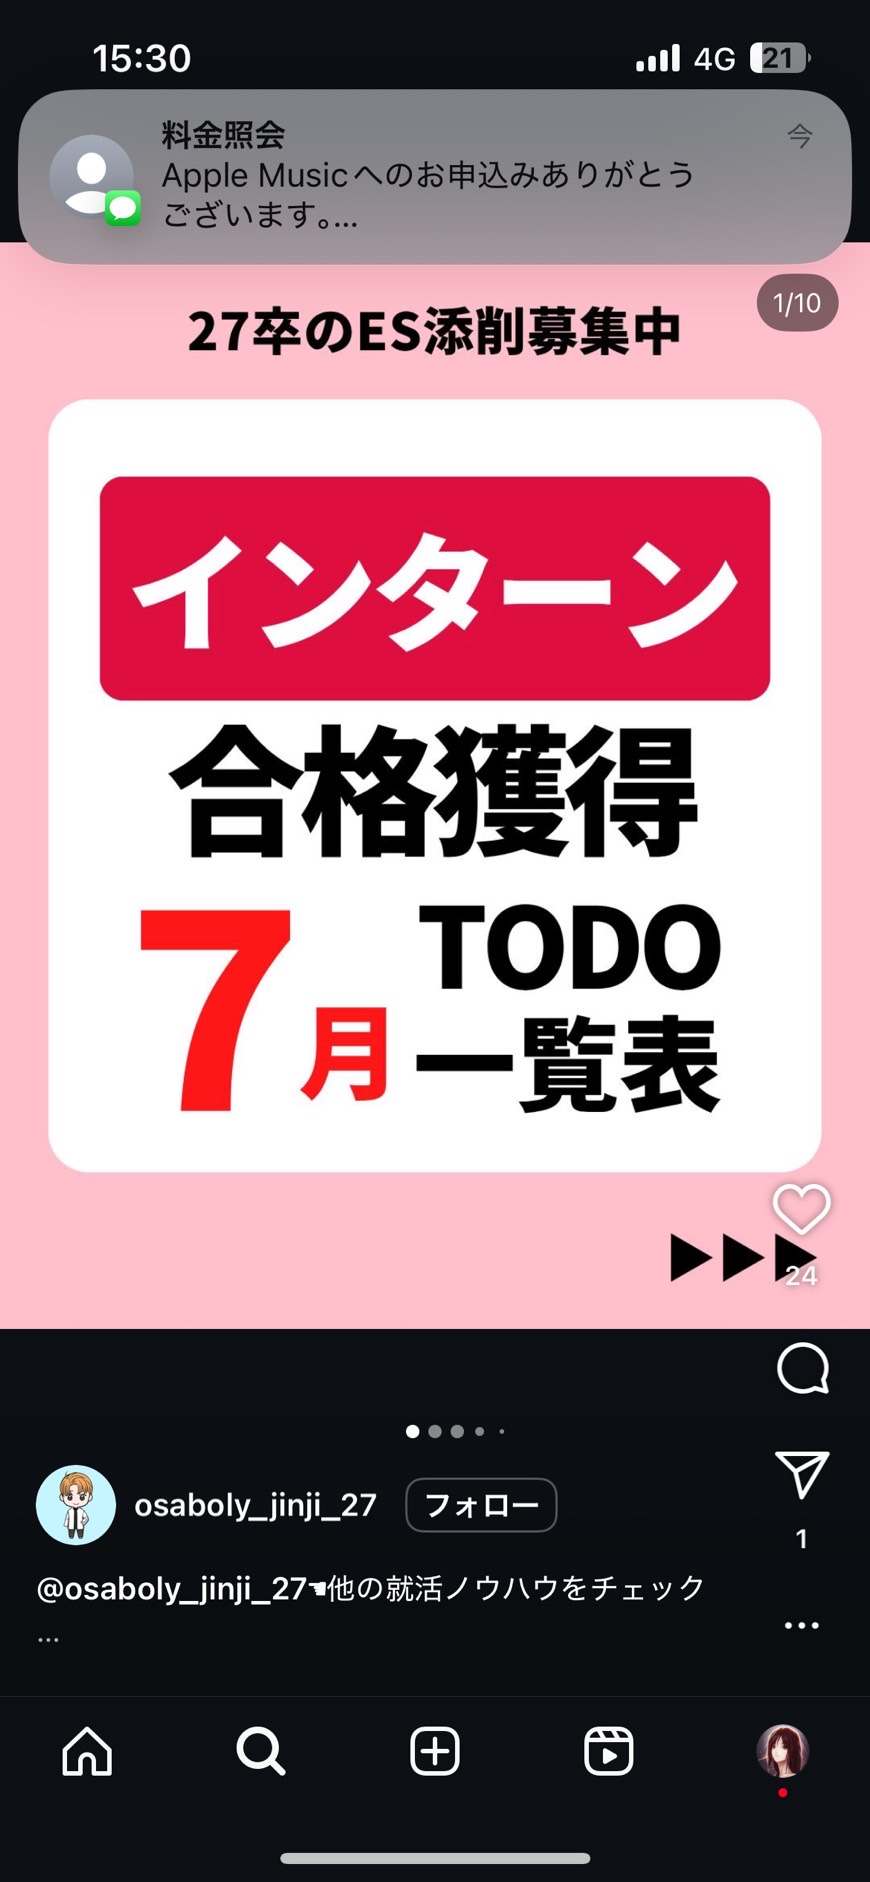 15:30
4G
21
料金照会
今
Apple Musicへのお申込みありがとう
ございます。...
1/10
27卒のES添削募集中
インターン
合格獲得
7月
TODO
一覧表
24
osaboly_jinji_27
フォロー
1
@osaboly_jinji_27☚他の就活ノウハウをチェック
...